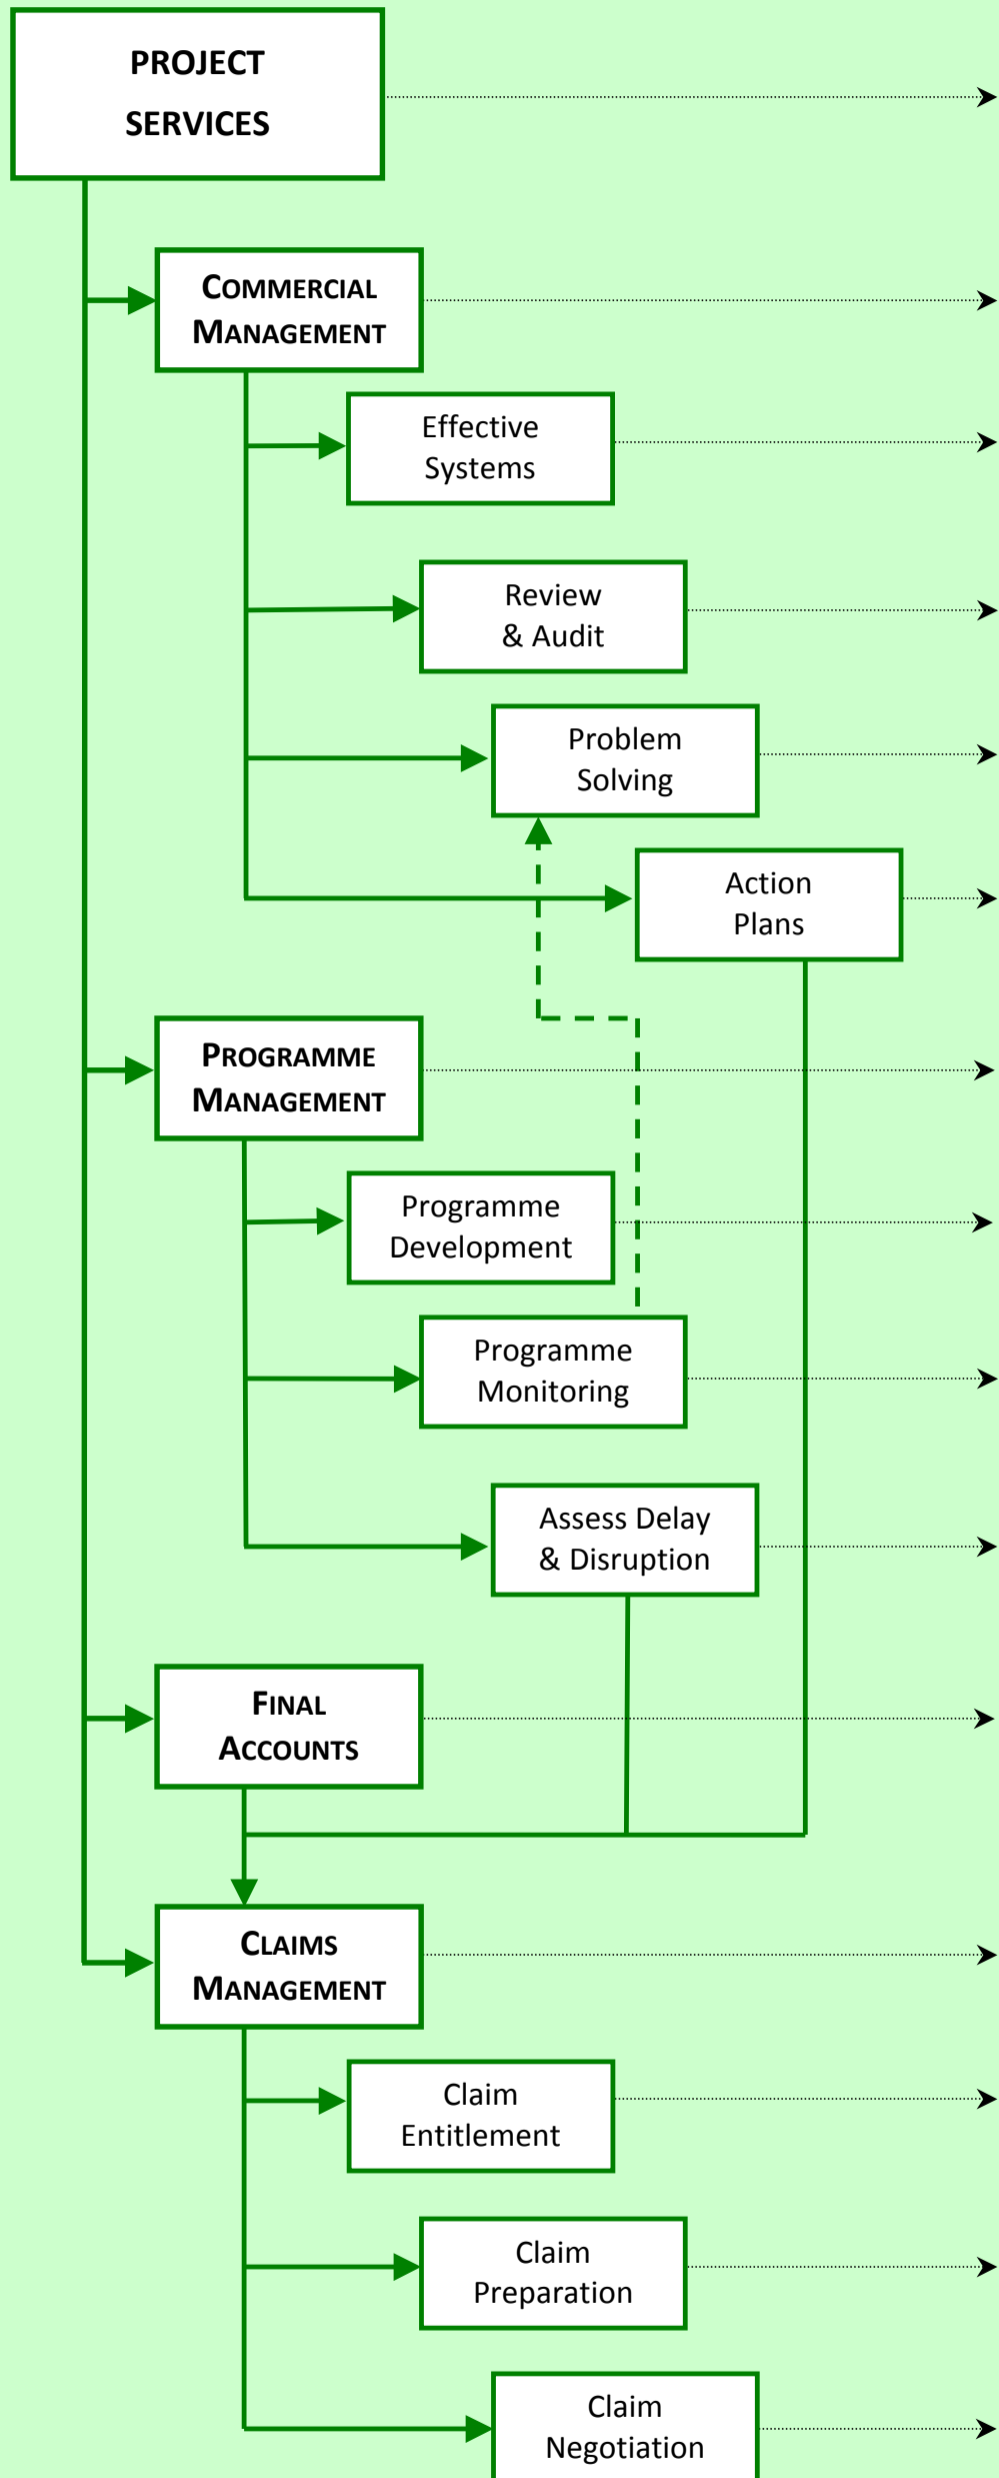 PROJECT
SERVICES
COMMERCIAL
MANAGEMENT
Effective
Systems
Review
& Audit
Problem
Solving
Action
Plans
PROGRAMME
MANAGEMENT
Programme
Development
Programme
Monitoring
Assess Delay
& Disruption
FINAL
ACCOUNTS
CLAIMS
MANAGEMENT
Claim
Entitlement
Claim
Preparation
Claim
Negotiation